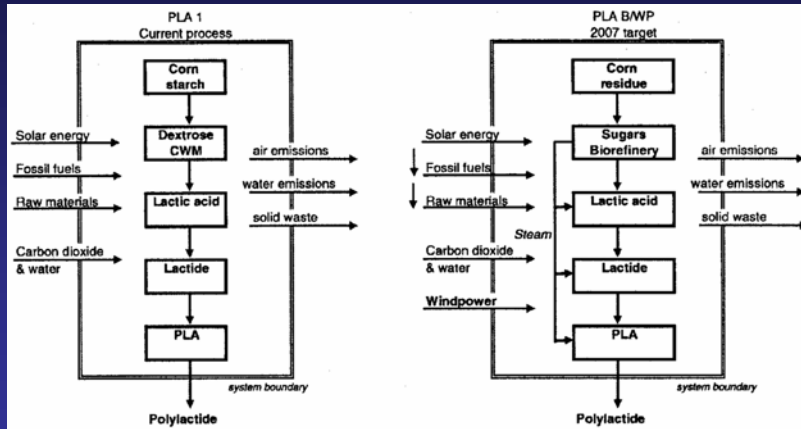 PLA 1
Current process
Corn
starch
Solar energy
Dextrose
CWM
air emissions
Fossil fuels
water emissions
Raw materials
Lactic acid
solid waste
Carbon dioxide
& water
Lactide
PLA
system boundary
Polylactide
PLA B/WP
2007 target
Corn
residue
Solar energy
Sugars
Biorefinery
air emissions
Fossil fuels
water emissions
Raw materials
Lactic acid
solid waste
Steam
Carbon dioxide
& water
Lactide
Windpower
PLA
system boundary
Polylactide